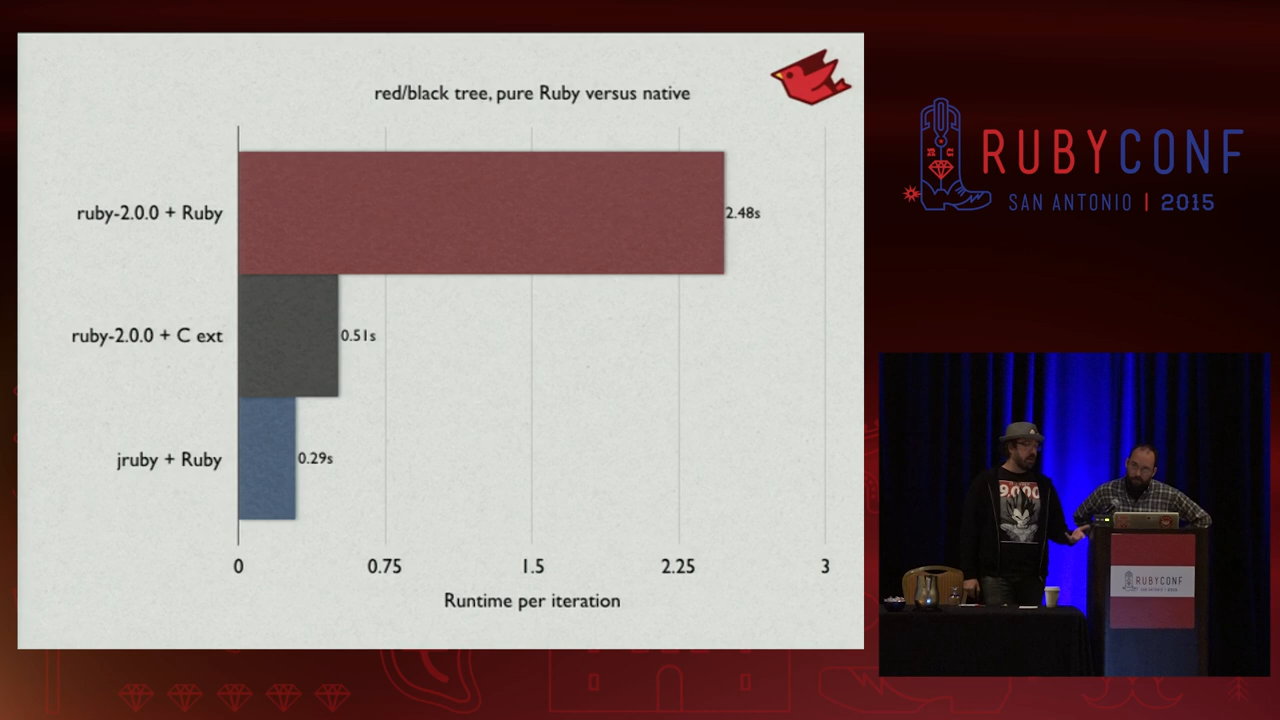 red/black tree, pure Ruby versus native
ruby-2.0.0 + Ruby
2.48s
ruby-2.0.0 + C ext
0.51s
jruby + Ruby
0.29s
0
0.75
1.5
2.25
3
Runtime per iteration
RUBYCONF
SAN ANTONIO | 2015
9000
RUBYCONF